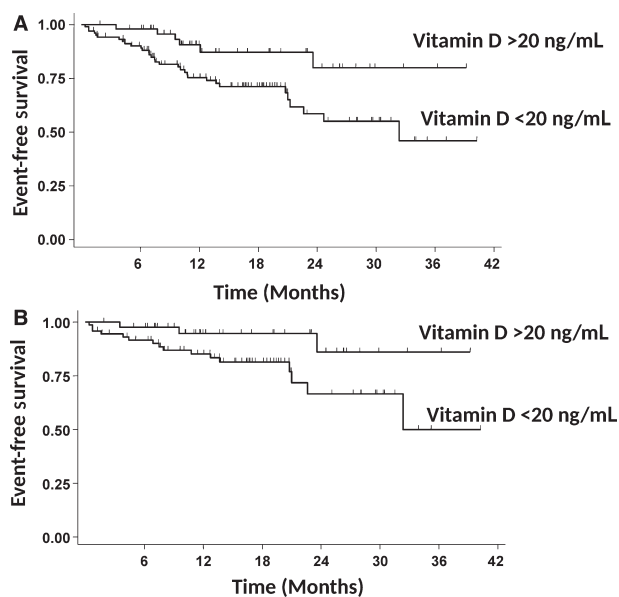 A
1.00
Vitamin D >20 ng/mL
0.75
Vitamin D <20 ng/mL
0.50
0.25
0.00
Event-free survival
6 12 18 24 30 36 42
Time (Months)
B
1.00
Vitamin D >20 ng/mL
0.75
Vitamin D <20 ng/mL
0.50
0.25
0.00
Event-free survival
6 12 18 24 30 36 42
Time (Months)